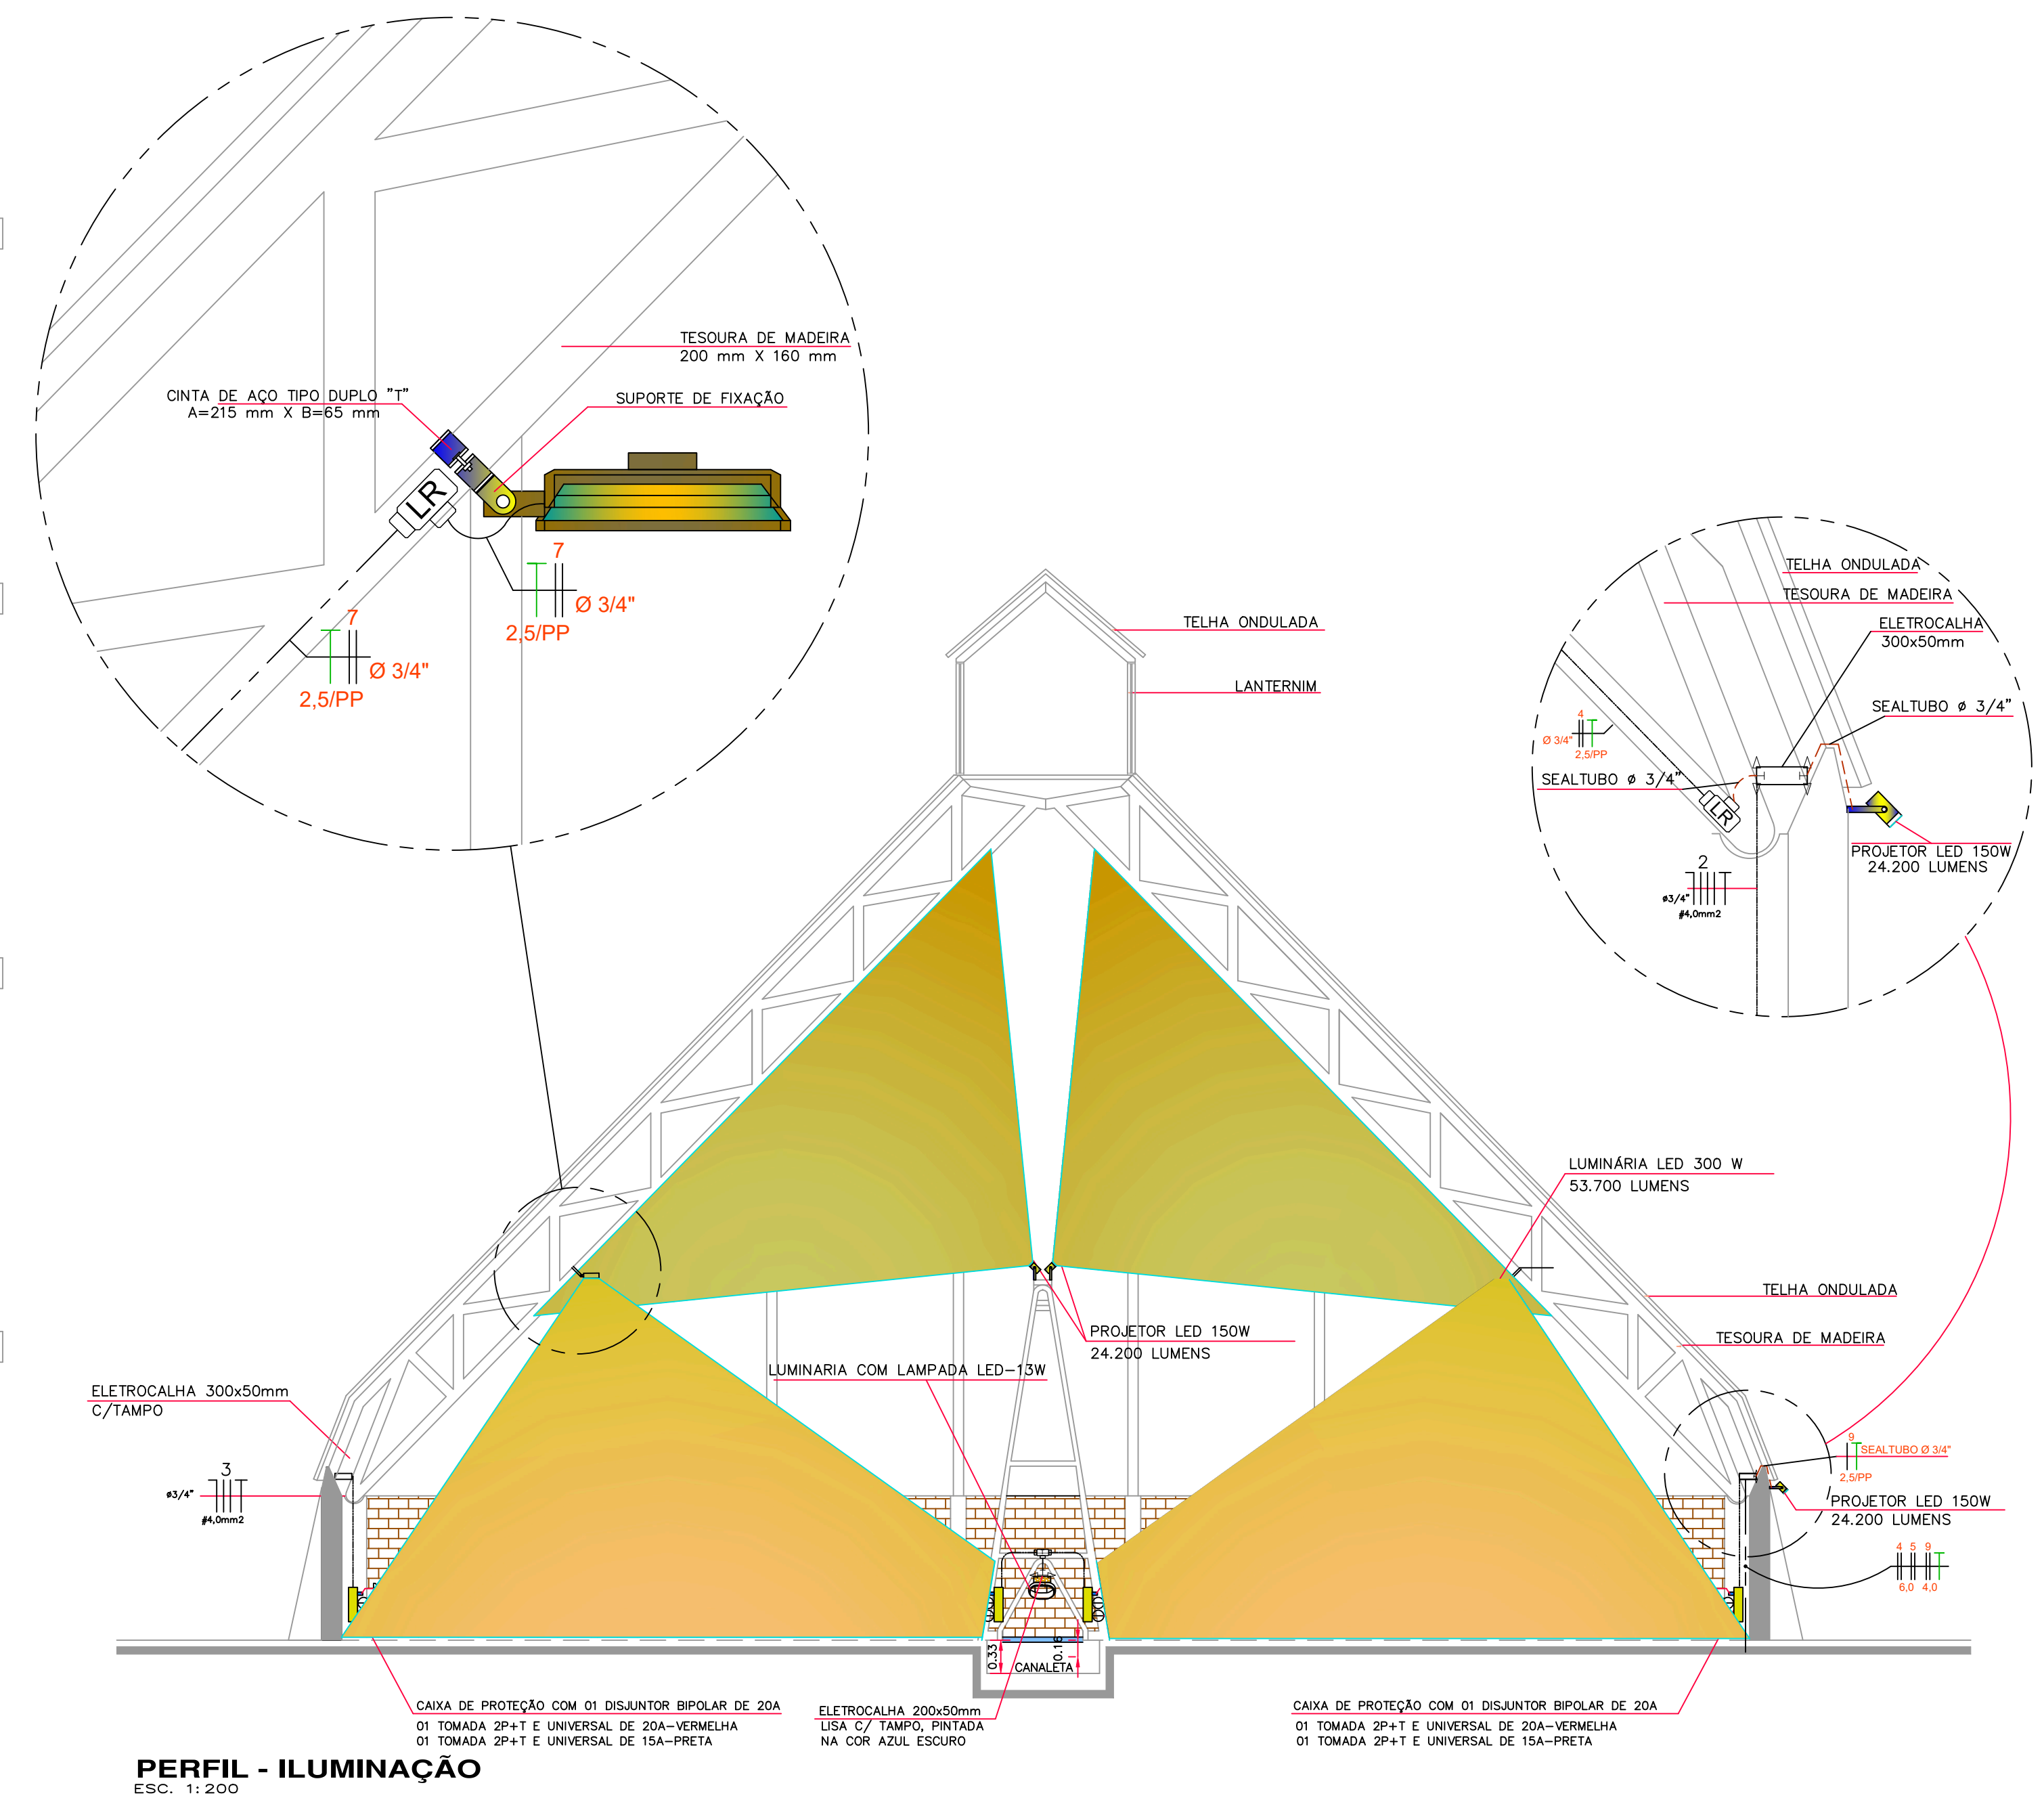 TESOURA DE MADEIRA
200 mm X 160 mm
CINTA DE AÇO TIPO DUPLO "T"
A=215 mm X B=65 mm
SUPORTE DE FIXAÇÃO
LR
7
Ø 3/4"
2,5/PP
7
Ø 3/4"
2,5/PP
TELHA ONDULADA
TESOURA DE MADEIRA
ELETROCALHA
300x50mm
SEALTUBO ø 3/4"
4
Ø 3/4"
2,5/PP
SEALTUBO ø 3/4"
LR
PROJETOR LED 150W
24.200 LUMENS
2
ø3/4"
#4,0mm2
TELHA ONDULADA
LANTERNIM
LUMINÁRIA LED 300 W
53.700 LUMENS
TELHA ONDULADA
TESOURA DE MADEIRA
PROJETOR LED 150W
24.200 LUMENS
LUMINARIA COM LAMPADA LED-13W
ELETROCALHA 300x50mm
C/TAMPO
3
ø3/4"
#4,0mm2
9
SEALTUBO Ø 3/4"
2,5/PP
PROJETOR LED 150W
24.200 LUMENS
4 5 9
6,0 4,0
0.33
0.16
CANALETA
CAIXA DE PROTEÇÃO COM 01 DISJUNTOR BIPOLAR DE 20A
01 TOMADA 2P+T E UNIVERSAL DE 20A-VERMELHA
01 TOMADA 2P+T E UNIVERSAL DE 15A-PRETA
ELETROCALHA 200x50mm
LISA C/ TAMPO, PINTADA
NA COR AZUL ESCURO
CAIXA DE PROTEÇÃO COM 01 DISJUNTOR BIPOLAR DE 20A
01 TOMADA 2P+T E UNIVERSAL DE 20A-VERMELHA
01 TOMADA 2P+T E UNIVERSAL DE 15A-PRETA
PERFIL - ILUMINAÇÃO
ESC. 1:200